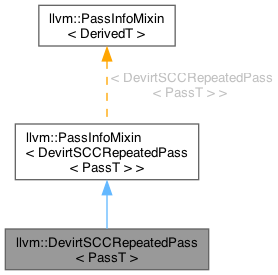 llvm::PassInfoMixin
< DerivedT >
< DevirtSCCRepeatedPass
< PassT > >
llvm::PassInfoMixin
< DevirtSCCRepeatedPass
< PassT > >
llvm::DevirtSCCRepeatedPass
< PassT >